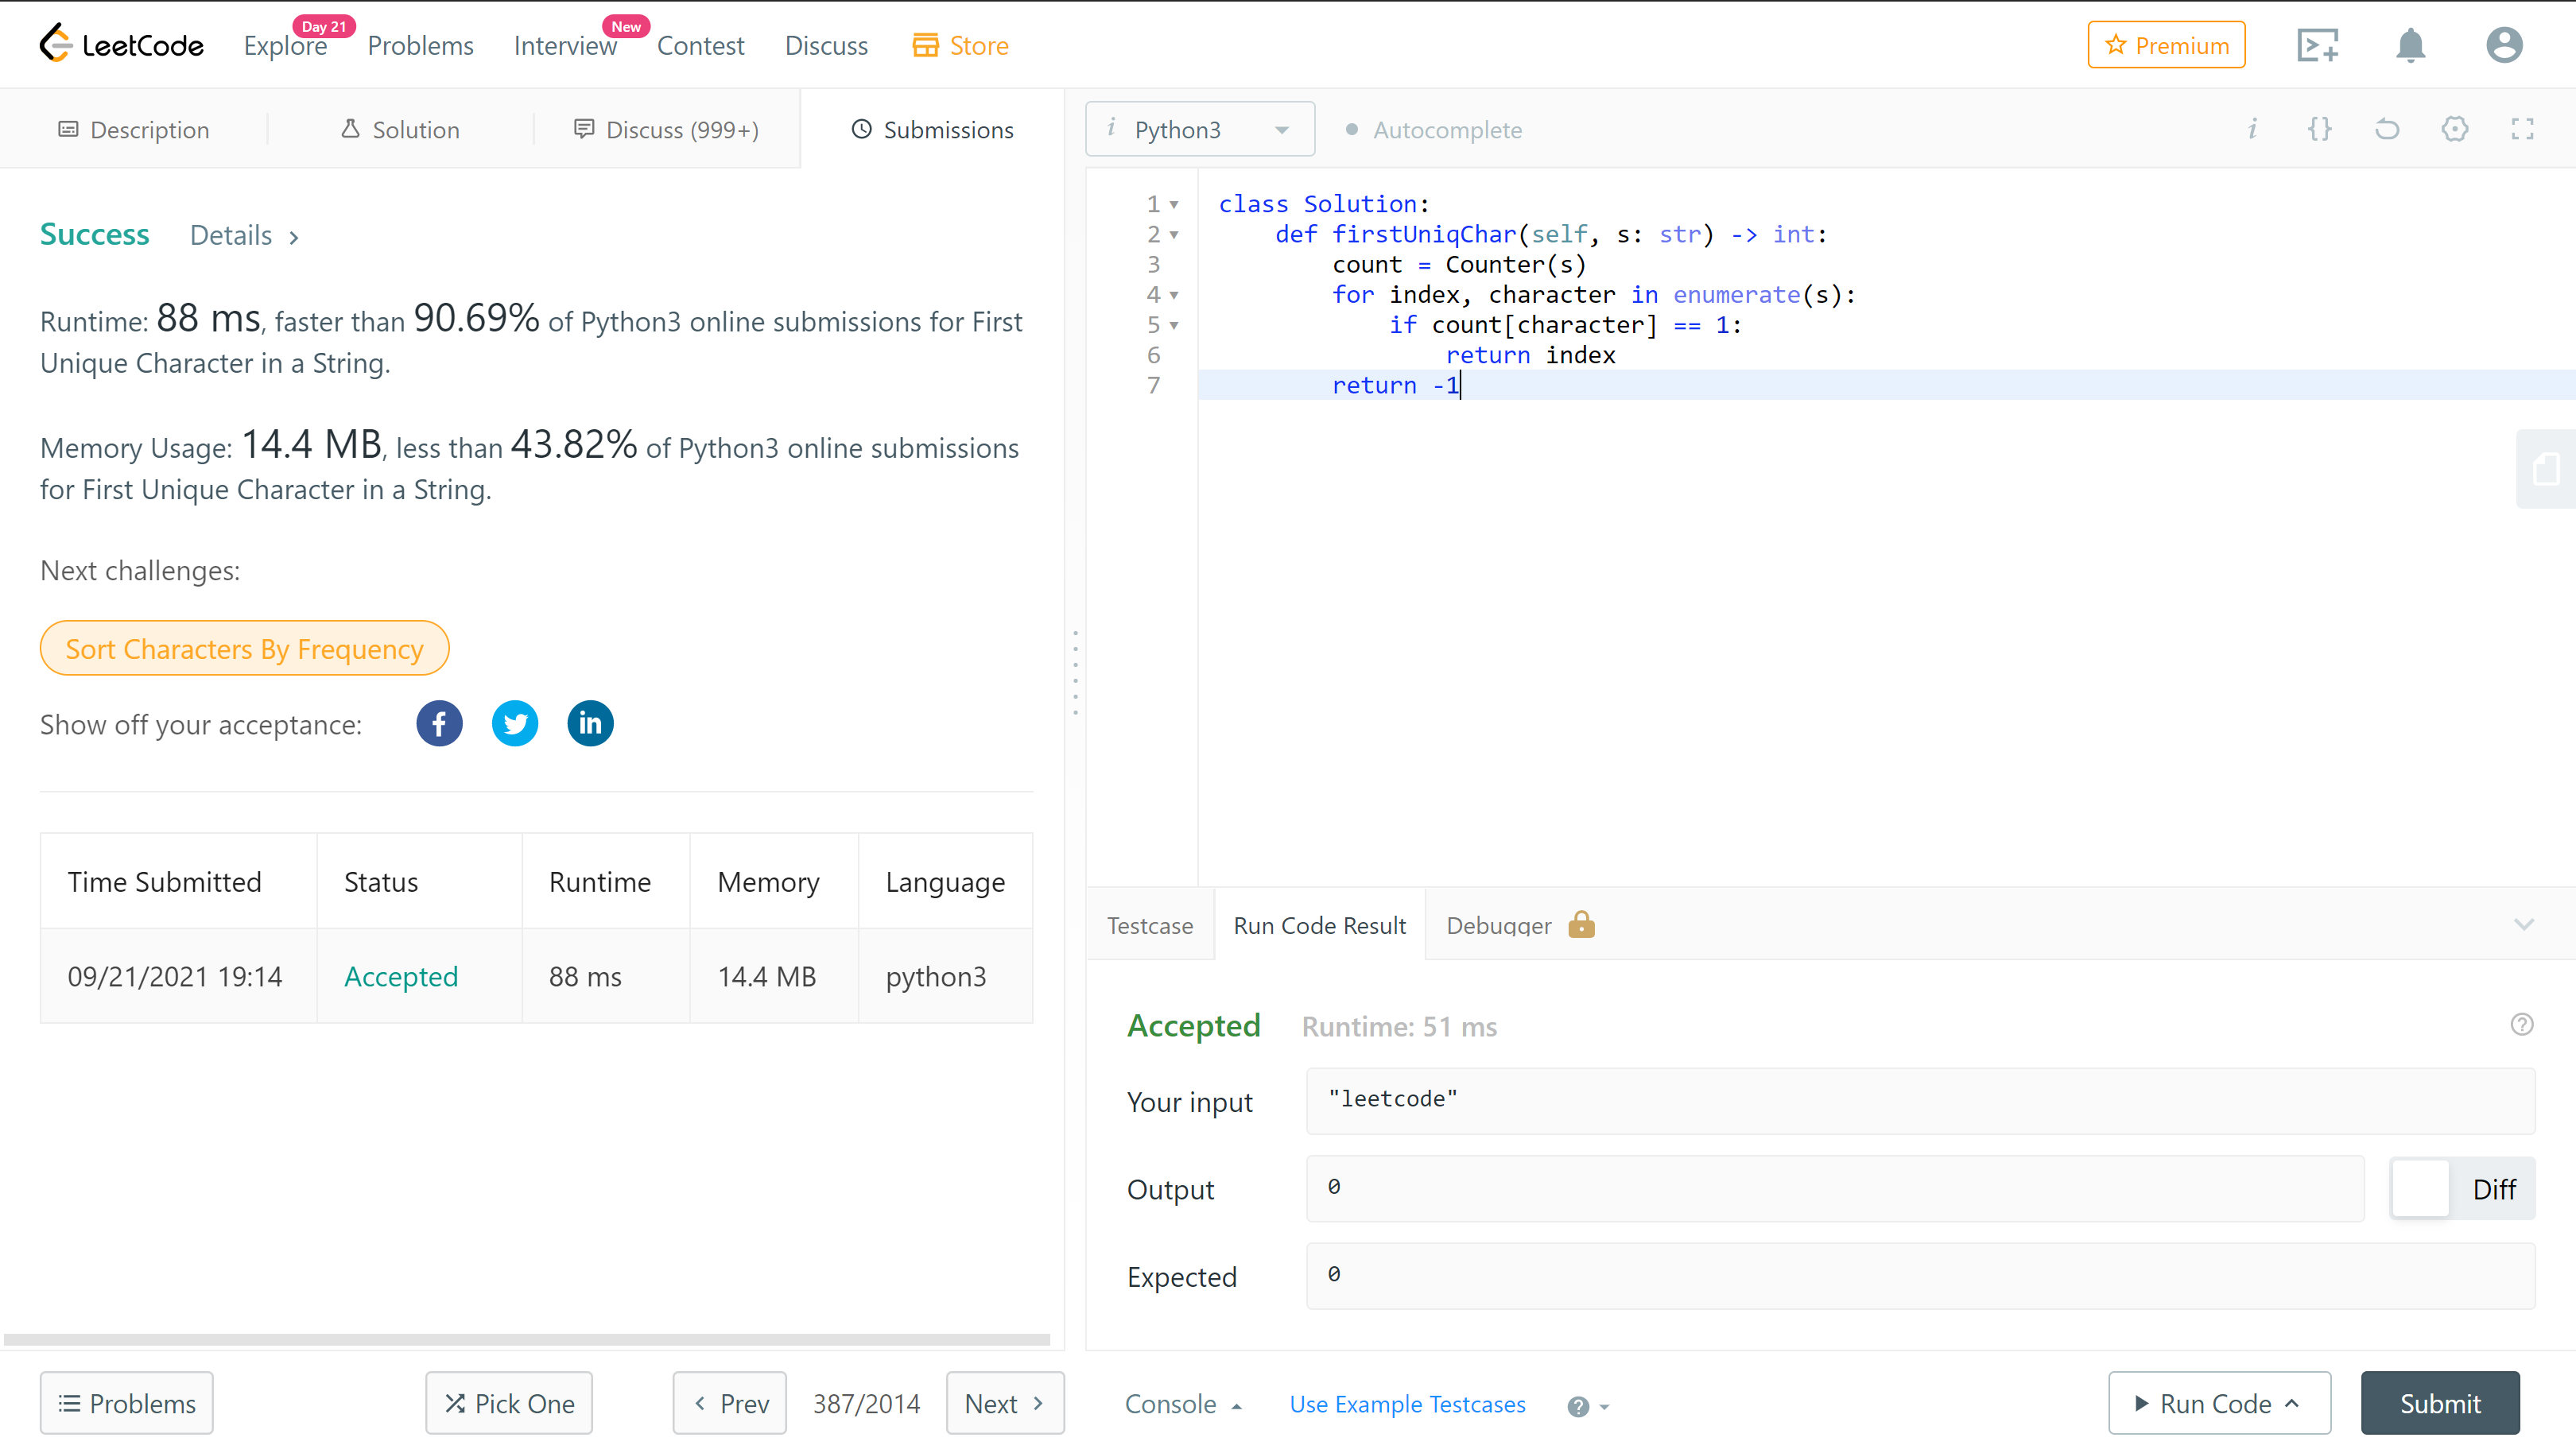 LeetCode
Explore
Day 21
Problems
Interview
New
Contest
Discuss
Store
Premium
Description
Solution
Discuss (999+)
Submissions
Success
Details
Runtime: 88 ms, faster than 90.69% of Python3 online submissions for First
Unique Character in a String.
Memory Usage: 14.4 MB, less than 43.82% of Python3 online submissions
for First Unique Character in a String.
Next challenges:
Sort Characters By Frequency
Show off your acceptance:
Time Submitted Status Runtime Memory Language
09/21/2021 19:14 Accepted 88 ms 14.4 MB python3
Problems
Pick One
Prev
387/2014
Next
i Python3
Autocomplete
i {}
1 class Solution:
2     def firstUniqChar(self, s: str) -> int:
3         count = Counter(s)
4         for index, character in enumerate(s):
5             if count[character] == 1:
6                 return index
7         return -1
Testcase
Run Code Result
Debugger
Accepted
Runtime: 51 ms
Your input
"leetcode"
Output
0
Diff
Expected
0
Console
Use Example Testcases
Run Code
Submit